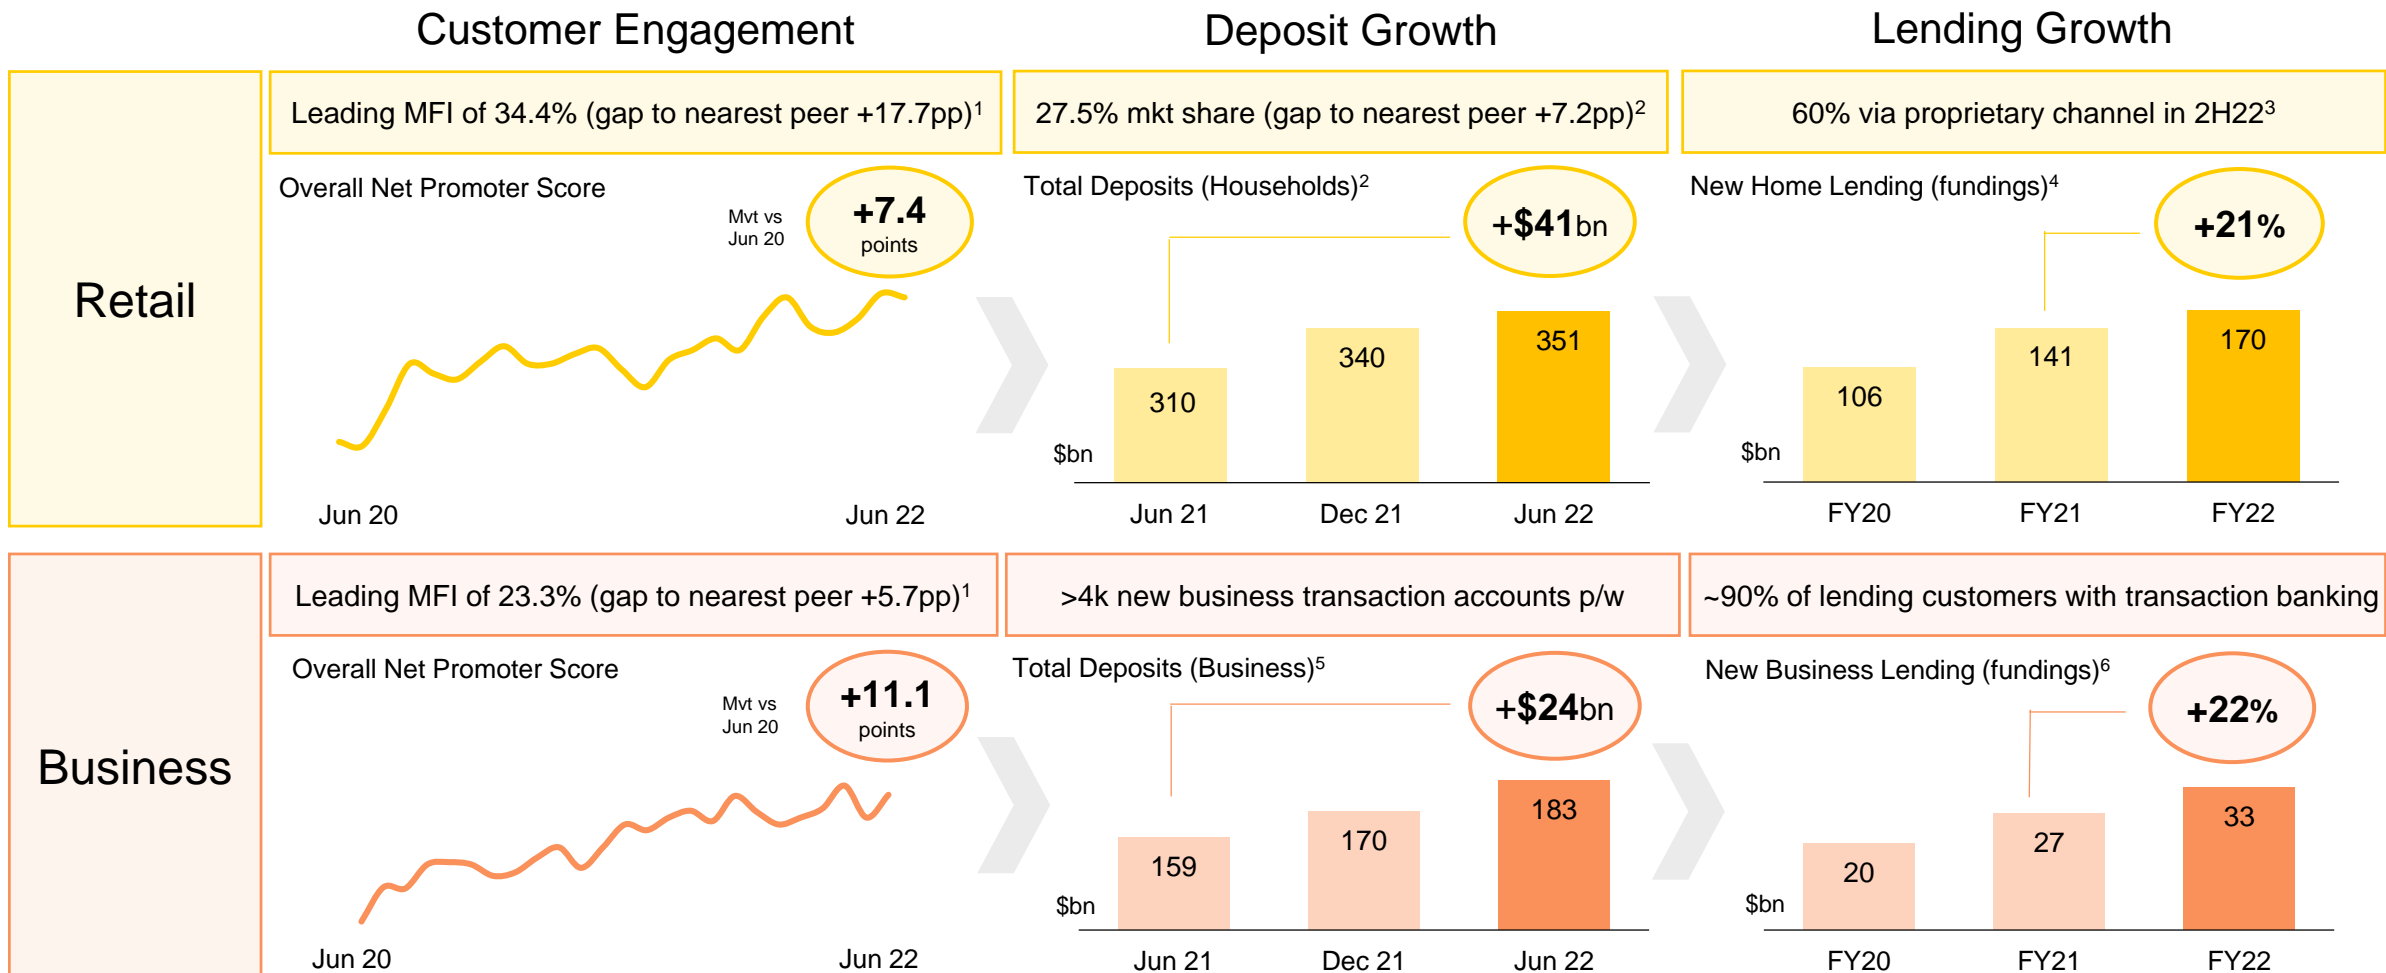 Customer Engagement
Deposit Growth
Lending Growth
Retail
Leading MFI of 34.4% (gap to nearest peer +17.7pp)¹
27.5% mkt share (gap to nearest peer +7.2pp)²
60% via proprietary channel in 2H22³
Overall Net Promoter Score
Mvt vs
Jun 20
+7.4
points
Jun 20
Jun 22
Total Deposits (Households)²
+$41bn
310
340
351
$bn
Jun 21
Dec 21
Jun 22
New Home Lending (fundings)⁴
+21%
106
141
170
$bn
FY20
FY21
FY22
Business
Leading MFI of 23.3% (gap to nearest peer +5.7pp)¹
>4k new business transaction accounts p/w
~90% of lending customers with transaction banking
Overall Net Promoter Score
Mvt vs
Jun 20
+11.1
points
Jun 20
Jun 22
Total Deposits (Business)⁵
+$24bn
159
170
183
$bn
Jun 21
Dec 21
Jun 22
New Business Lending (fundings)⁶
+22%
20
27
33
$bn
FY20
FY21
FY22